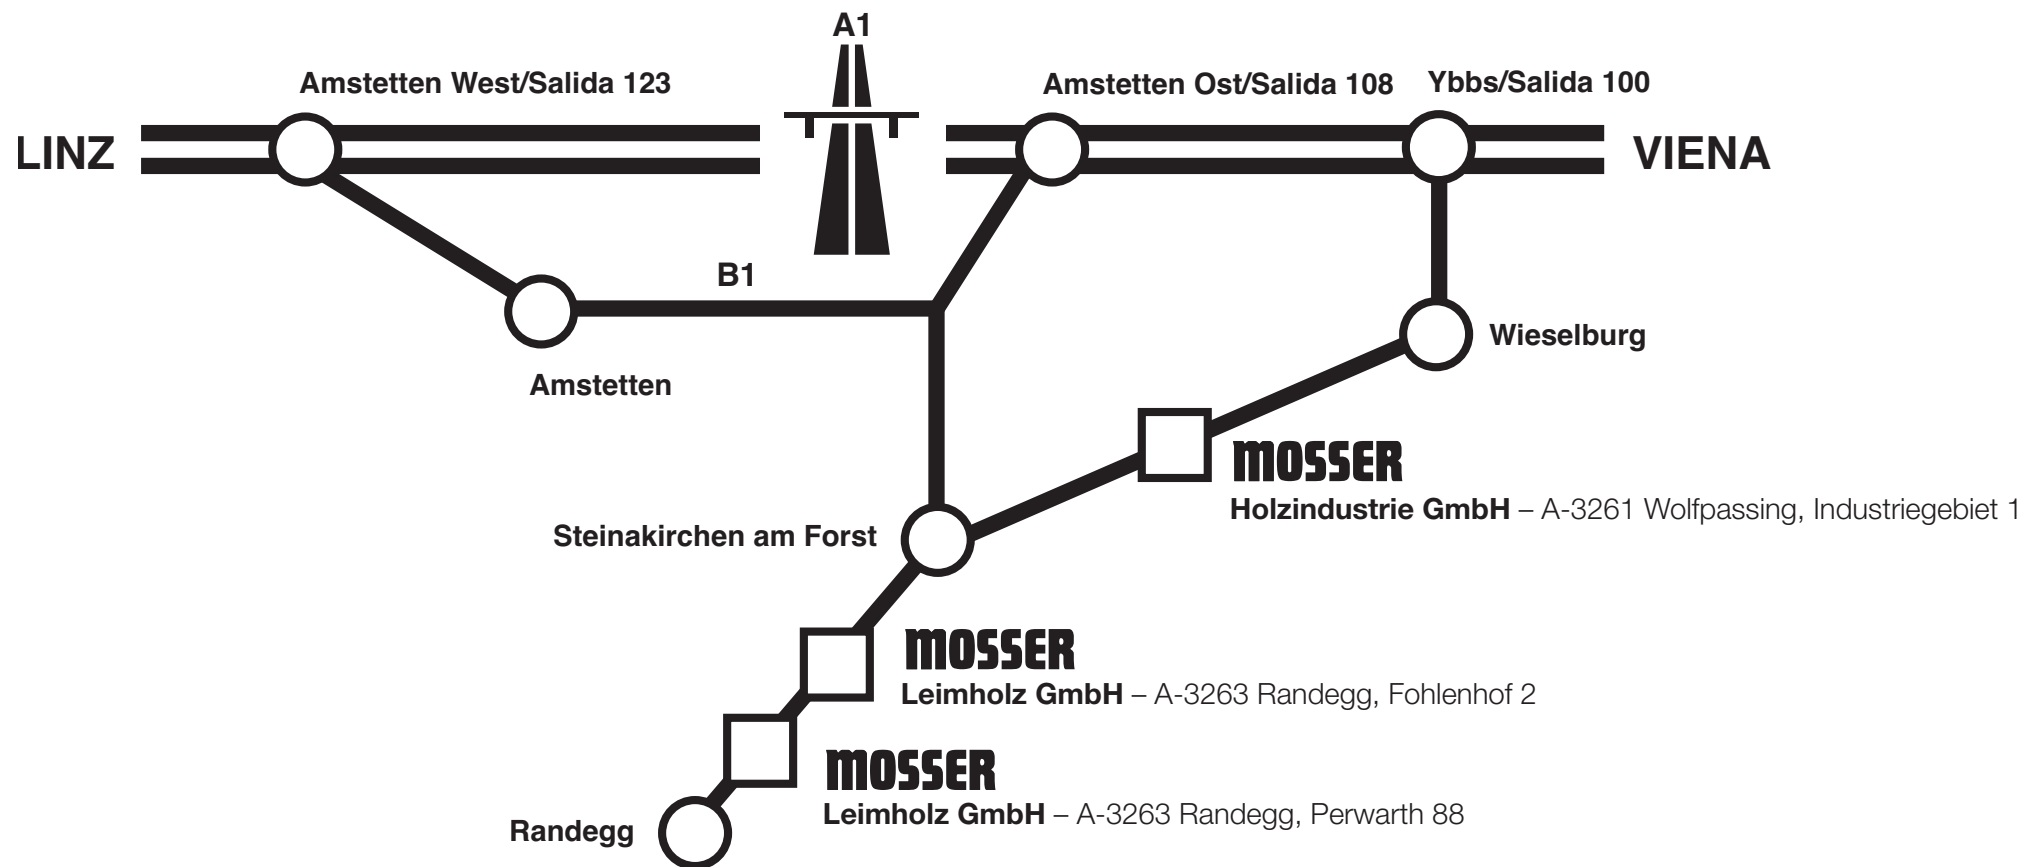 A1
Amstetten West/Salida 123
Amstetten Ost/Salida 108
Ybbs/Salida 100
LINZ
VIENA
B1
Wieselburg
Amstetten
MOSSER
Holzindustrie GmbH – A-3261 Wolfpassing, Industriegebiet 1
Steinakirchen am Forst
MOSSER
Leimholz GmbH – A-3263 Randegg, Fohlenhof 2
MOSSER
Leimholz GmbH – A-3263 Randegg, Perwarth 88
Randegg